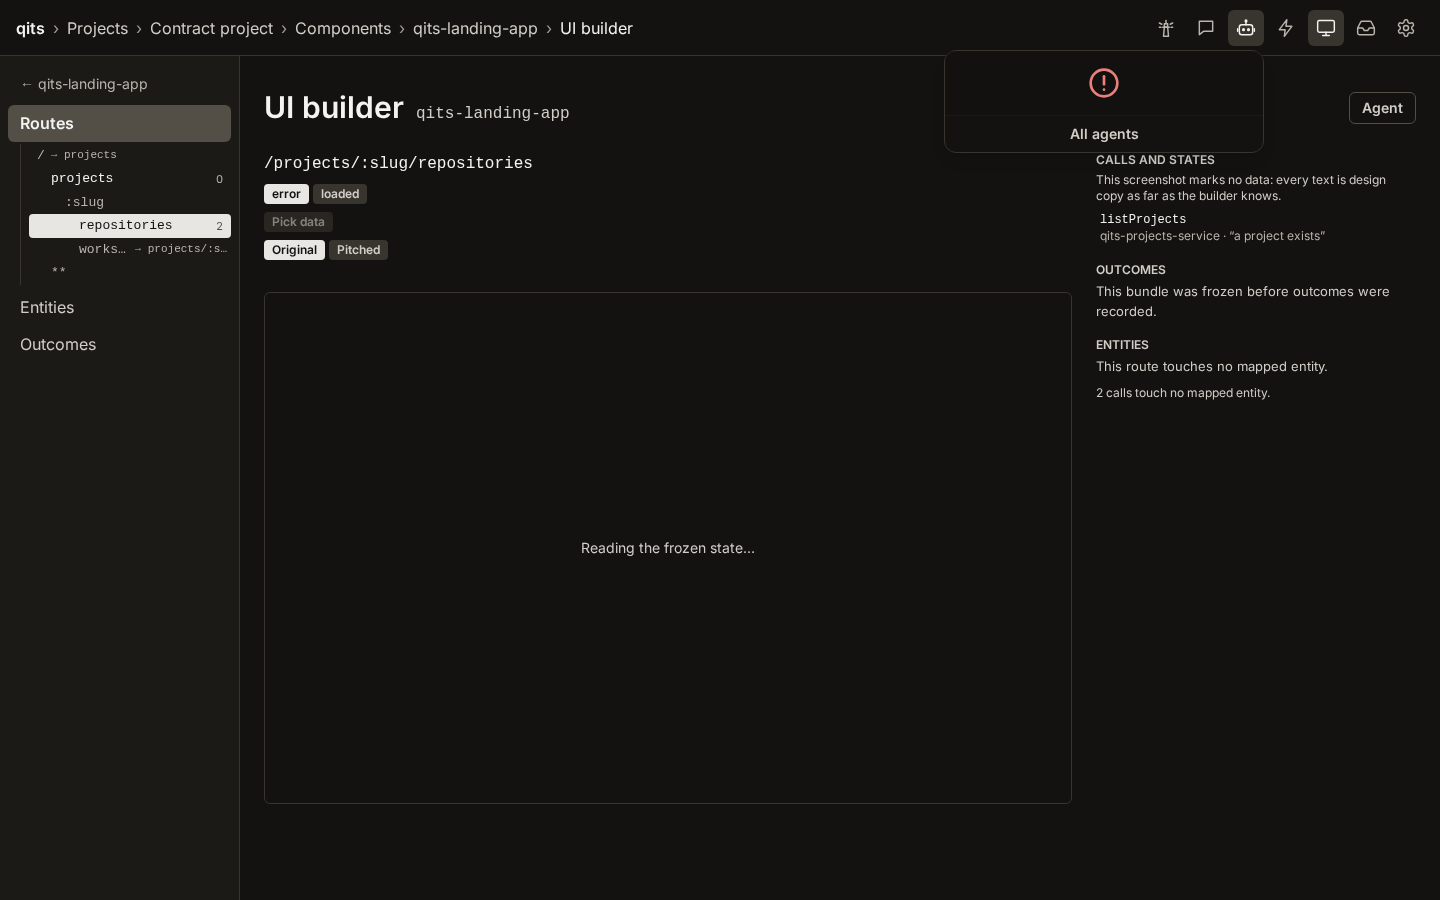 qits › Projects › Contract project › Components › qits-landing-app › UI builder
← qits-landing-app
Routes
/ → projects
projects 0
:slug
repositories 2
works… → projects/:s…
**
Entities
Outcomes
UI builder qits-landing-app
Agent
All agents
/projects/:slug/repositories
error loaded
Pick data
Original Pitched
Reading the frozen state…
CALLS AND STATES
This screenshot marks no data: every text is design
copy as far as the builder knows.
listProjects
qits-projects-service · “a project exists”
OUTCOMES
This bundle was frozen before outcomes were
recorded.
ENTITIES
This route touches no mapped entity.
2 calls touch no mapped entity.